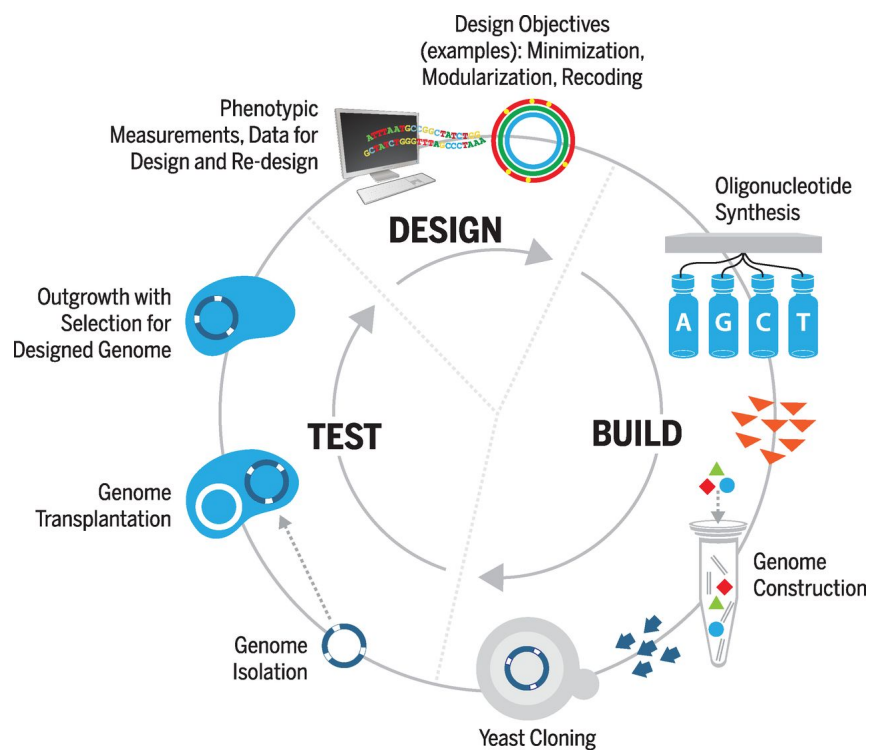 Design Objectives
(examples): Minimization,
Modularization, Recoding
Phenotypic
Measurements, Data for
Design and Re-design
ATTTAATGCCGGCTATCTGG
Oligonucleotide
Synthesis
DESIGN
A G C T
Outgrowth with
Selection for
Designed Genome
TEST
BUILD
Genome
Transplantation
Genome
Construction
Genome
Isolation
Yeast Cloning